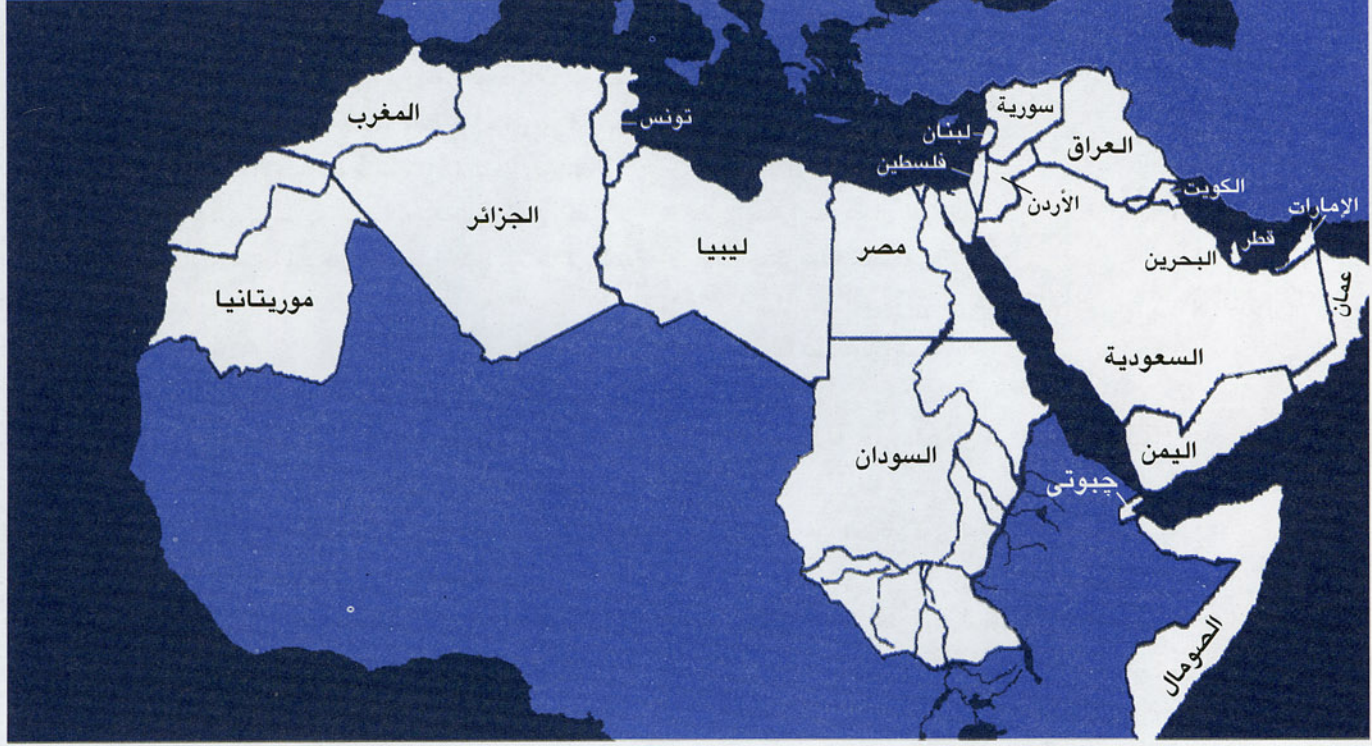 سورية
المغرب
تونس
لبنان
العراق
فلسطين
الكويت
الأردن
الإمارات
الجزائر
قطر
مصر
ليبيا
البحرين
عمان
موريتانيا
السعودية
السودان
اليمن
چبوتى
الصومال